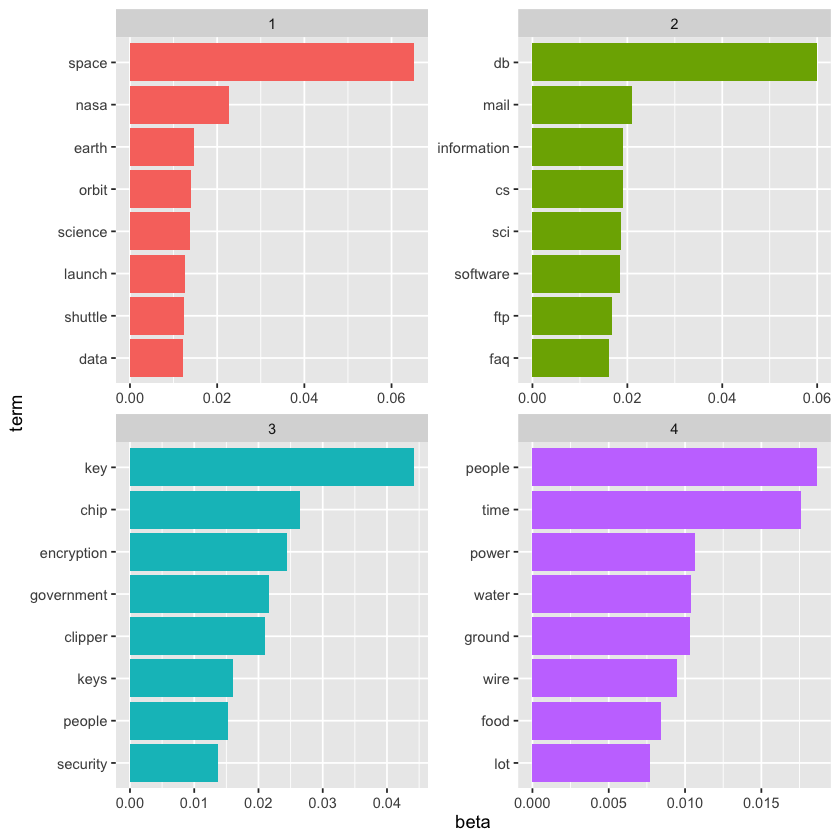 1
space
nasa
earth
orbit
science
launch
shuttle
data
0.00 0.02 0.04 0.06
2
db
mail
information
cs
sci
software
ftp
faq
0.00 0.02 0.04 0.06
3
key
chip
encryption
government
clipper
keys
people
security
0.00 0.01 0.02 0.03 0.04
4
people
time
power
water
ground
wire
food
lot
0.000 0.005 0.010 0.015
term
beta